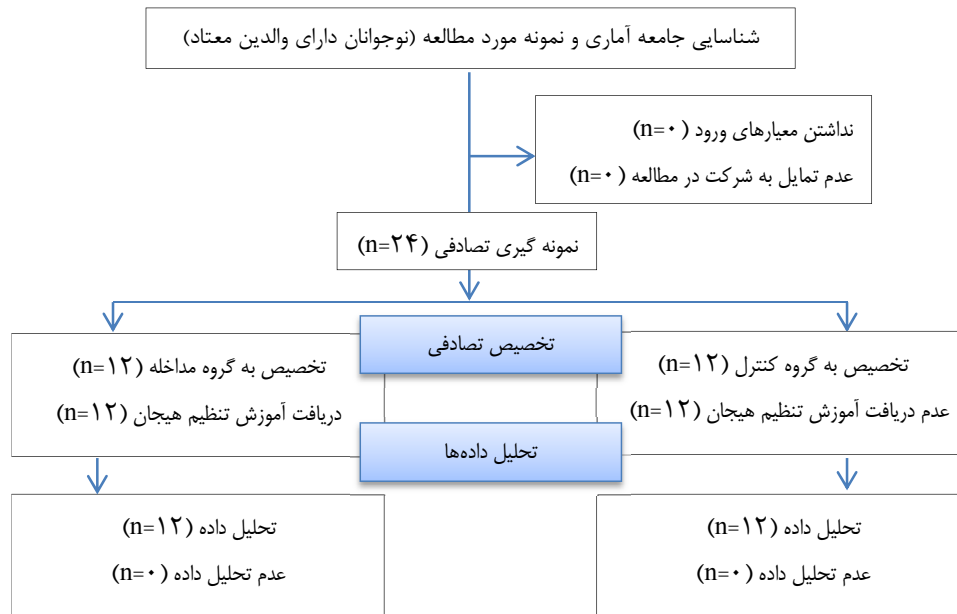 شناسایی جامعه آماری و نمونه مورد مطالعه (نوجوانان دارای والدین معتاد)
نداشتن معیارهای ورود (n=۰)
عدم تمایل به شرکت در مطالعه (n=۰)
نمونه گیری تصادفی (n=۲۴)
تخصیص تصادفی
تخصیص به گروه کنترل (n=۱۲)
عدم دریافت آموزش تنظیم هیجان (n=۱۲)
تخصیص به گروه مداخله (n=۱۲)
دریافت آموزش تنظیم هیجان (n=۱۲)
تحلیل داده‌ها
تحلیل داده (n=۱۲)
عدم تحلیل داده (n=۰)
تحلیل داده (n=۱۲)
عدم تحلیل داده (n=۰)